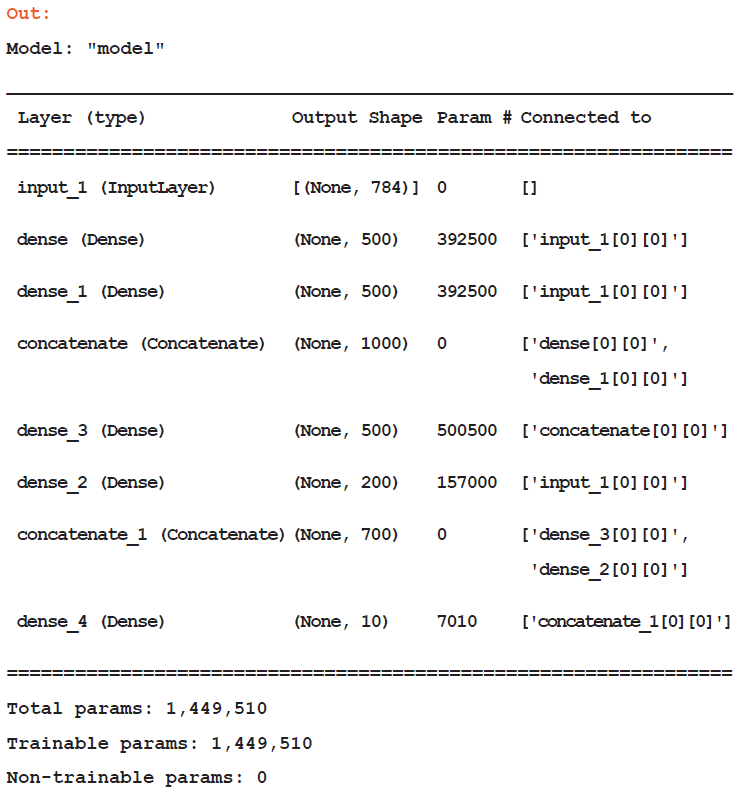 Out:
Model: "model"
Layer (type) Output Shape Param # Connected to
=================================================================
input_1 (InputLayer) [(None, 784)] 0 []
dense (Dense) (None, 500) 392500 ['input_1[0][0]']
dense_1 (Dense) (None, 500) 392500 ['input_1[0][0]']
concatenate (Concatenate) (None, 1000) 0 ['dense[0][0]',
'dense_1[0][0]']
dense_3 (Dense) (None, 500) 500500 ['concatenate[0][0]']
dense_2 (Dense) (None, 200) 157000 ['input_1[0][0]']
concatenate_1 (Concatenate) (None, 700) 0 ['dense_3[0][0]',
'dense_2[0][0]']
dense_4 (Dense) (None, 10) 7010 ['concatenate_1[0][0]']
=================================================================
Total params: 1,449,510
Trainable params: 1,449,510
Non-trainable params: 0